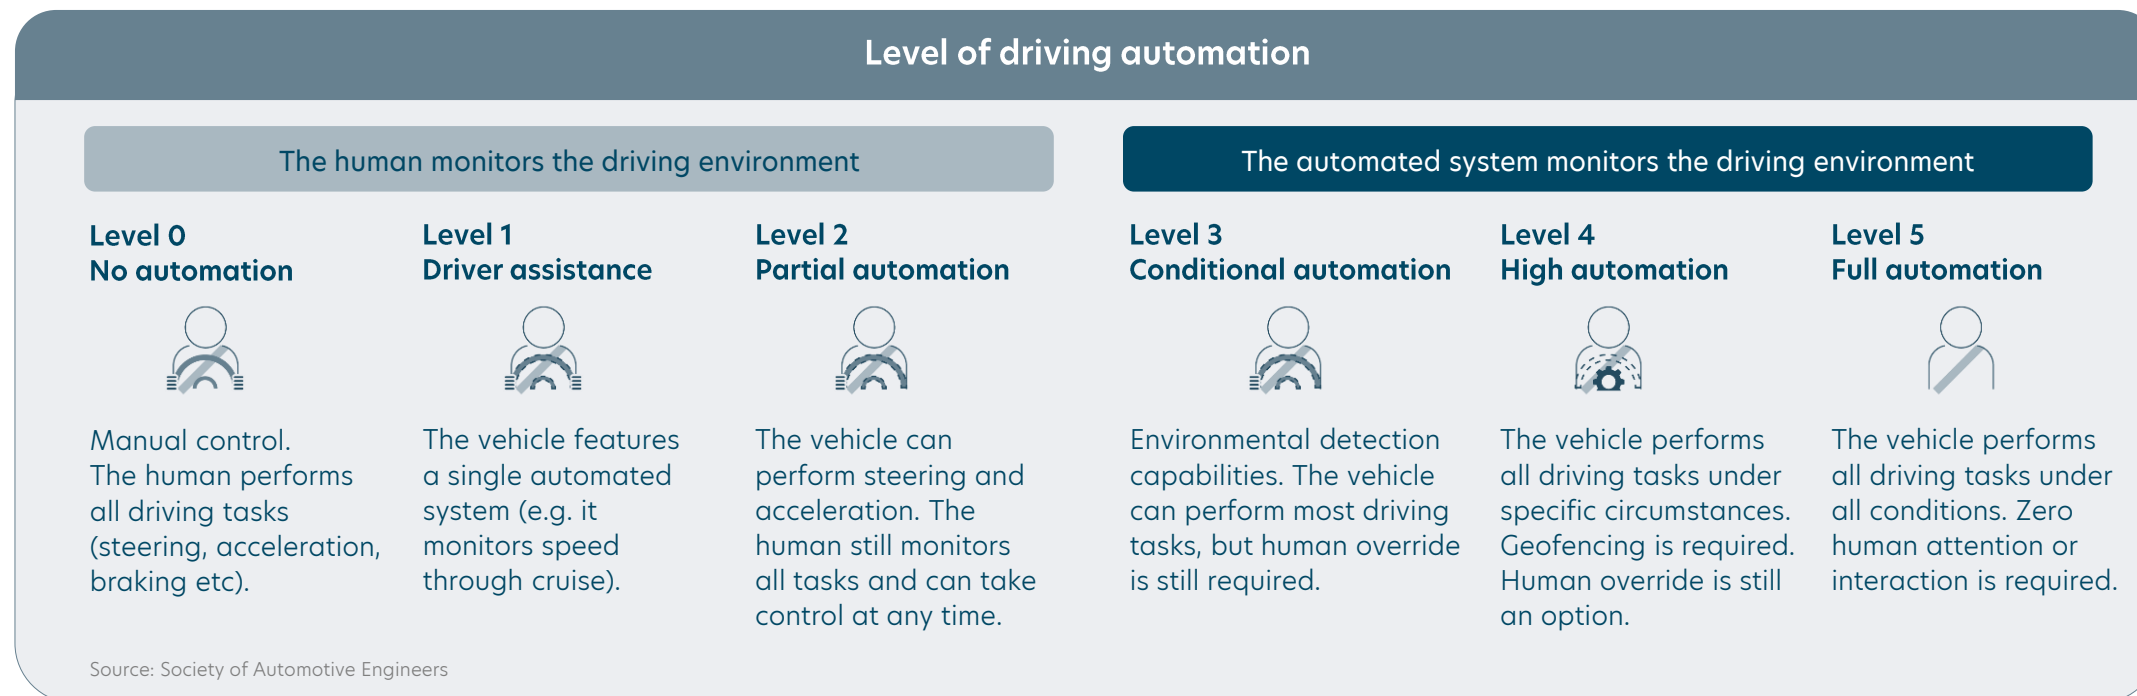 Level of driving automation
The human monitors the driving environment
Level 0
No automation
Manual control.
The human performs
all driving tasks
(steering, acceleration,
braking etc).
Level 1
Driver assistance
The vehicle features
a single automated
system (e.g. it
monitors speed
through cruise).
Level 2
Partial automation
The vehicle can
perform steering and
acceleration. The
human still monitors
all tasks and can take
control at any time.
The automated system monitors the driving environment
Level 3
Conditional automation
Environmental detection
capabilities. The vehicle
can perform most driving
tasks, but human override
is still required.
Level 4
High automation
The vehicle performs
all driving tasks under
specific circumstances.
Geofencing is required.
Human override is still
an option.
Level 5
Full automation
The vehicle performs
all driving tasks under
all conditions. Zero
human attention or
interaction is required.
Source: Society of Automotive Engineers